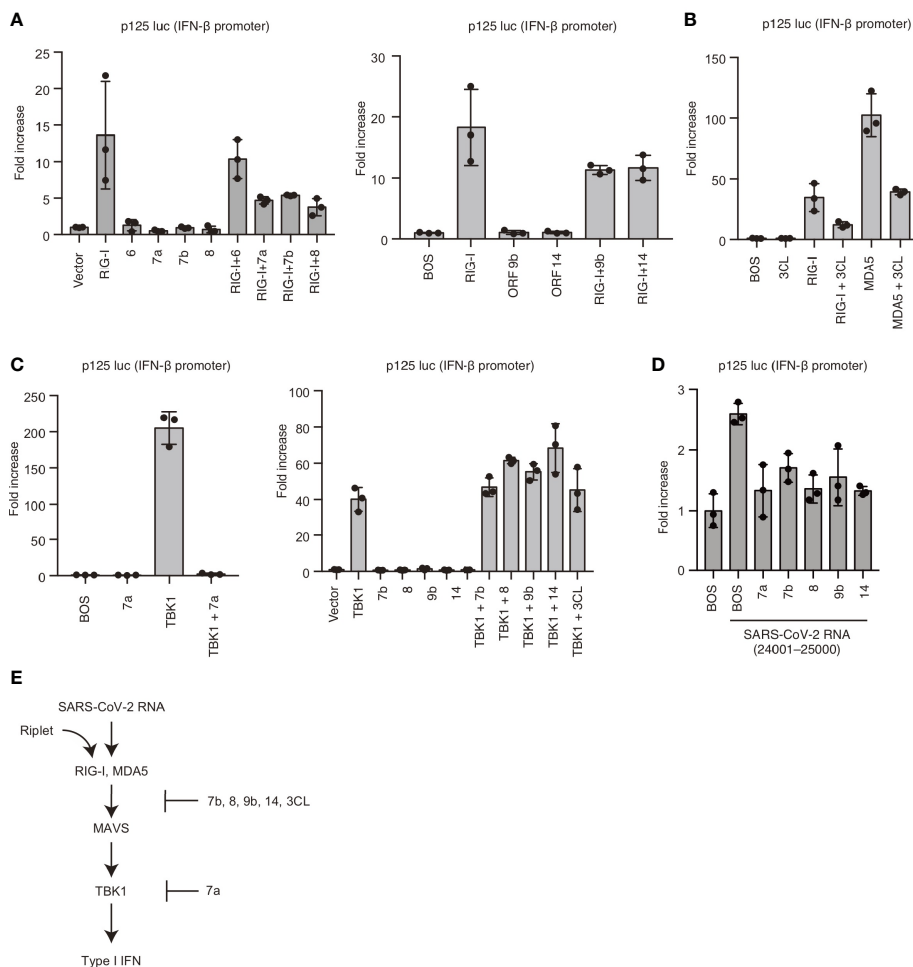 A
p125 luc (IFN-β promoter)
Fold increase
25
20
15
10
5
0
Vector
RG-I
6
7a
7b
8
RIG-I+6
RIG-I+7a
RIG-I+7b
RIG-I+8
p125 luc (IFN-β promoter)
Fold increase
30
20
10
0
BOS
RIG-I
ORF 9b
ORF 14
RIG-I+9b
RIG-I+14
B
p125 luc (IFN-β promoter)
Fold increase
150
100
50
0
BOS
3CL
RIG-I
RIG-I + 3CL
MDA5
MDA5 + 3CL
C
p125 luc (IFN-β promoter)
Fold increase
250
200
150
100
50
0
BOS
7a
TBK1
TBK1 + 7a
p125 luc (IFN-β promoter)
Fold increase
100
80
60
40
20
0
Vector
TBK1
7b
8
9b
14
TBK1 + 7b
TBK1 + 8
TBK1 + 9b
TBK1 + 14
TBK1 + 3CL
D
p125 luc (IFN-β promoter)
Fold increase
3
2
1
0
BOS
BOS
7a
7b
8
9b
14
SARS-CoV-2 RNA
(24001–25000)
E
SARS-CoV-2 RNA
Riplet
RIG-I, MDA5
7b, 8, 9b, 14, 3CL
MAVS
TBK1
7a
Type I IFN